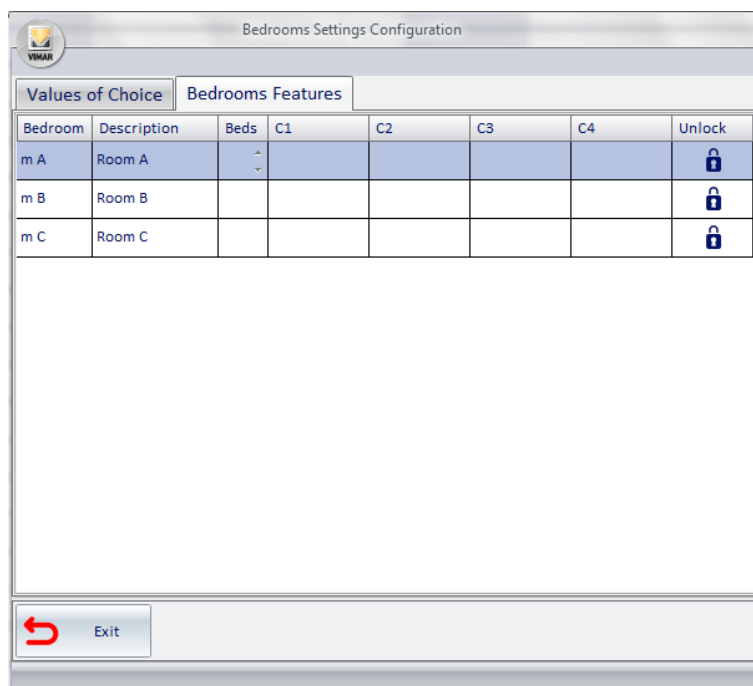 Bedrooms Settings Configuration
VIMAR
Values of Choice Bedrooms Features
Bedroom Description Beds C1 C2 C3 C4 Unlock
m A Room A
m B Room B
m C Room C
Exit